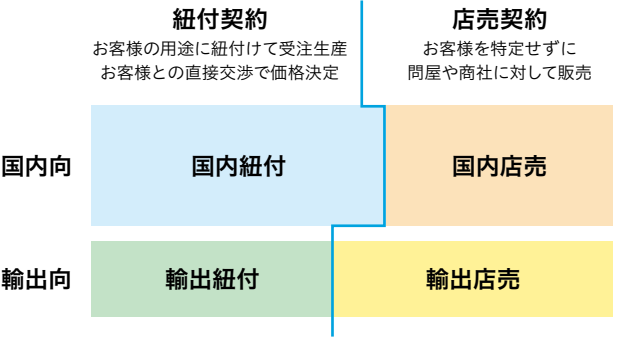 紐付契約
お客様の用途に紐付けて受注生産
お客様との直接交渉で価格決定
店売契約
お客様を特定せずに
問屋や商社に対して販売
国内向
国内紐付
国内店売
輸出向
輸出紐付
輸出店売